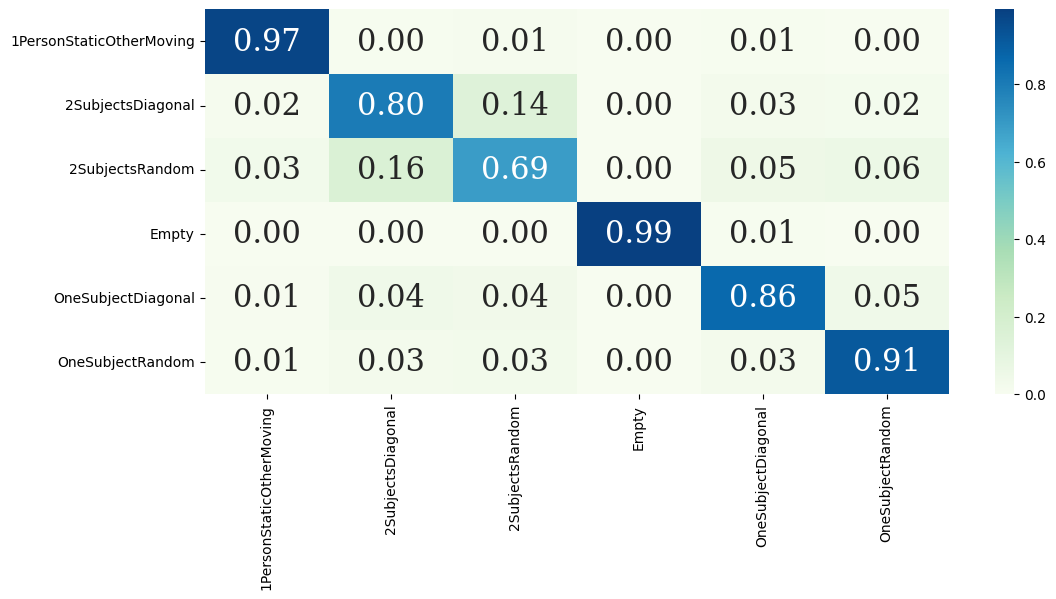 1PersonStaticOtherMoving 0.97 0.00 0.01 0.00 0.01 0.00
2SubjectsDiagonal 0.02 0.80 0.14 0.00 0.03 0.02
2SubjectsRandom 0.03 0.16 0.69 0.00 0.05 0.06
Empty 0.00 0.00 0.00 0.99 0.01 0.00
OneSubjectDiagonal 0.01 0.04 0.04 0.00 0.86 0.05
OneSubjectRandom 0.01 0.03 0.03 0.00 0.03 0.91
1PersonStaticOtherMoving
2SubjectsDiagonal
2SubjectsRandom
Empty
OneSubjectDiagonal
OneSubjectRandom
0.8
0.6
0.4
0.2
0.0